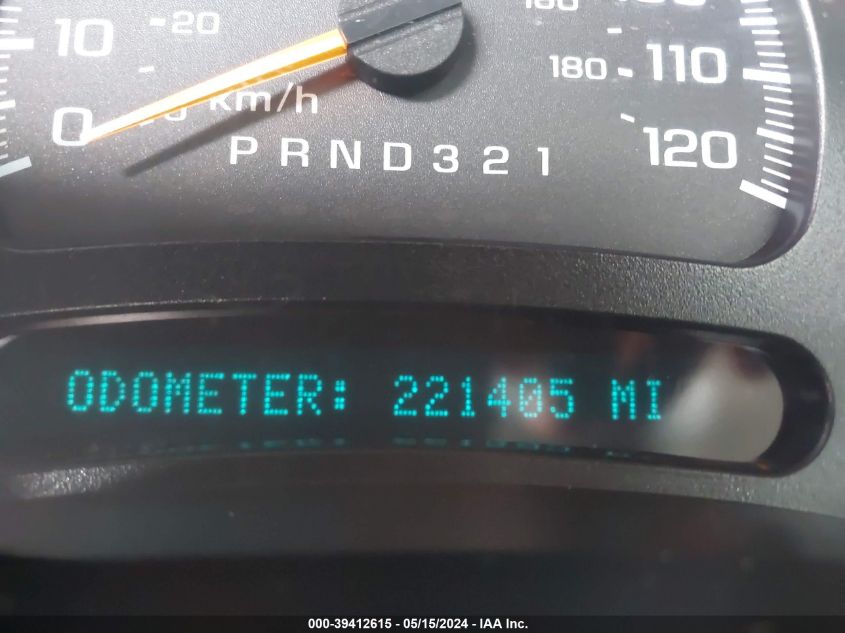 10 20
160
180 110
0 km/h
120
P R N D 3 2 1
ODOMETER: 221405 MI
000-39412615 - 05/15/2024 - IAA Inc.